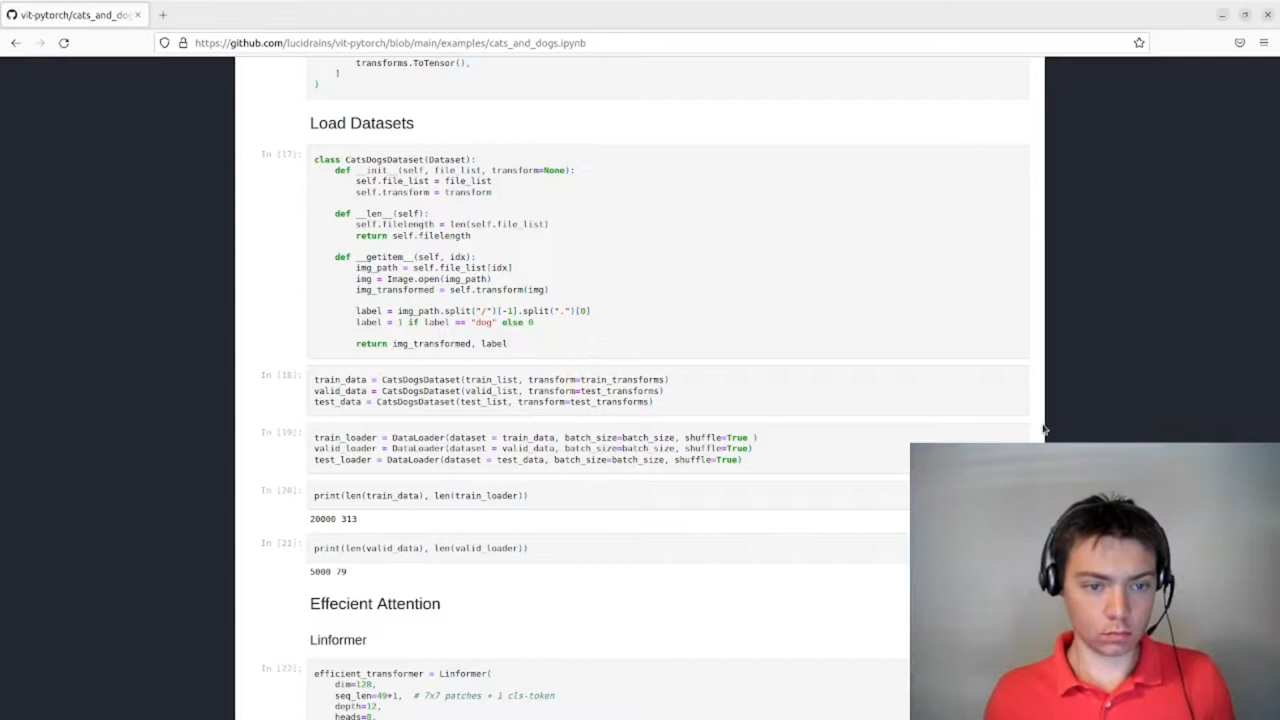 vit-pytorch/cats_and_dog
https://github.com/lucidrains/vit-pytorch/blob/main/examples/cats_and_dogs.ipynb
transforms.ToTensor(),
]
)
Load Datasets
In [17]:
class CatsDogsDataset(Dataset):
def __init__(self, file_list, transform=None):
self.file_list = file_list
self.transform = transform
def __len__(self):
self.filelength = len(self.file_list)
return self.filelength
def __getitem__(self, idx):
img_path = self.file_list[idx]
img = Image.open(img_path)
img_transformed = self.transform(img)
label = img_path.split("/")[-1].split(".")[0]
label = 1 if label == "dog" else 0
return img_transformed, label
In [18]:
train_data = CatsDogsDataset(train_list, transform=train_transforms)
valid_data = CatsDogsDataset(valid_list, transform=test_transforms)
test_data = CatsDogsDataset(test_list, transform=test_transforms)
In [19]:
train_loader = DataLoader(dataset = train_data, batch_size=batch_size, shuffle=True )
valid_loader = DataLoader(dataset = valid_data, batch_size=batch_size, shuffle=True)
test_loader = DataLoader(dataset = test_data, batch_size=batch_size, shuffle=True)
In [20]:
print(len(train_data), len(train_loader))
20000 313
In [21]:
print(len(valid_data), len(valid_loader))
5000 79
Effecient Attention
Linformer
In [22]:
efficient_transformer = Linformer(
dim=128,
seq_len=49+1, # 7x7 patches + 1 cls-token
depth=12,
heads=8,